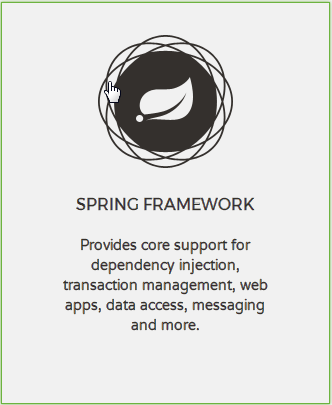 SPRING FRAMEWORK
Provides core support for
dependency injection,
transaction management, web
apps, data access, messaging
and more.